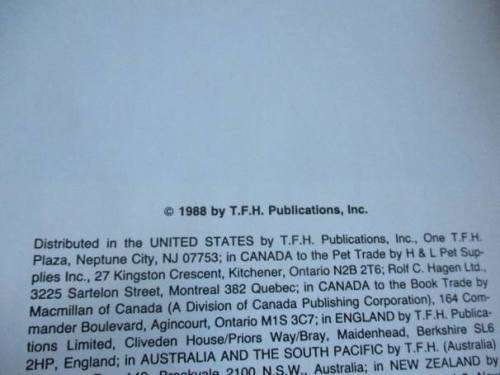 © 1988 by T.F.H. Publications, Inc.
Distributed in the UNITED STATES by T.F.H. Publications, Inc., One T.F.H.
Plaza, Neptune City, NJ 07753; in CANADA to the Pet Trade by H & L Pet Sup-
plies Inc., 27 Kingston Crescent, Kitchener, Ontario N2B 2T6; Rolf C. Hagen Ltd.,
3225 Sartelon Street, Montreal 382 Quebec; in CANADA to the Book Trade by
Macmillan of Canada (A Division of Canada Publishing Corporation), 164 Com-
mander Boulevard, Agincourt, Ontario M1S 3C7; in ENGLAND by T.F.H. Publica-
tions Limited, Cliveden House/Priors Way/Bray, Maidenhead, Berkshire SL6
2HP, England; in AUSTRALIA AND THE SOUTH PACIFIC by T.F.H. (Australia)
149, Brookvale 2100 N.S.W., Australia; in NEW ZEALAND by